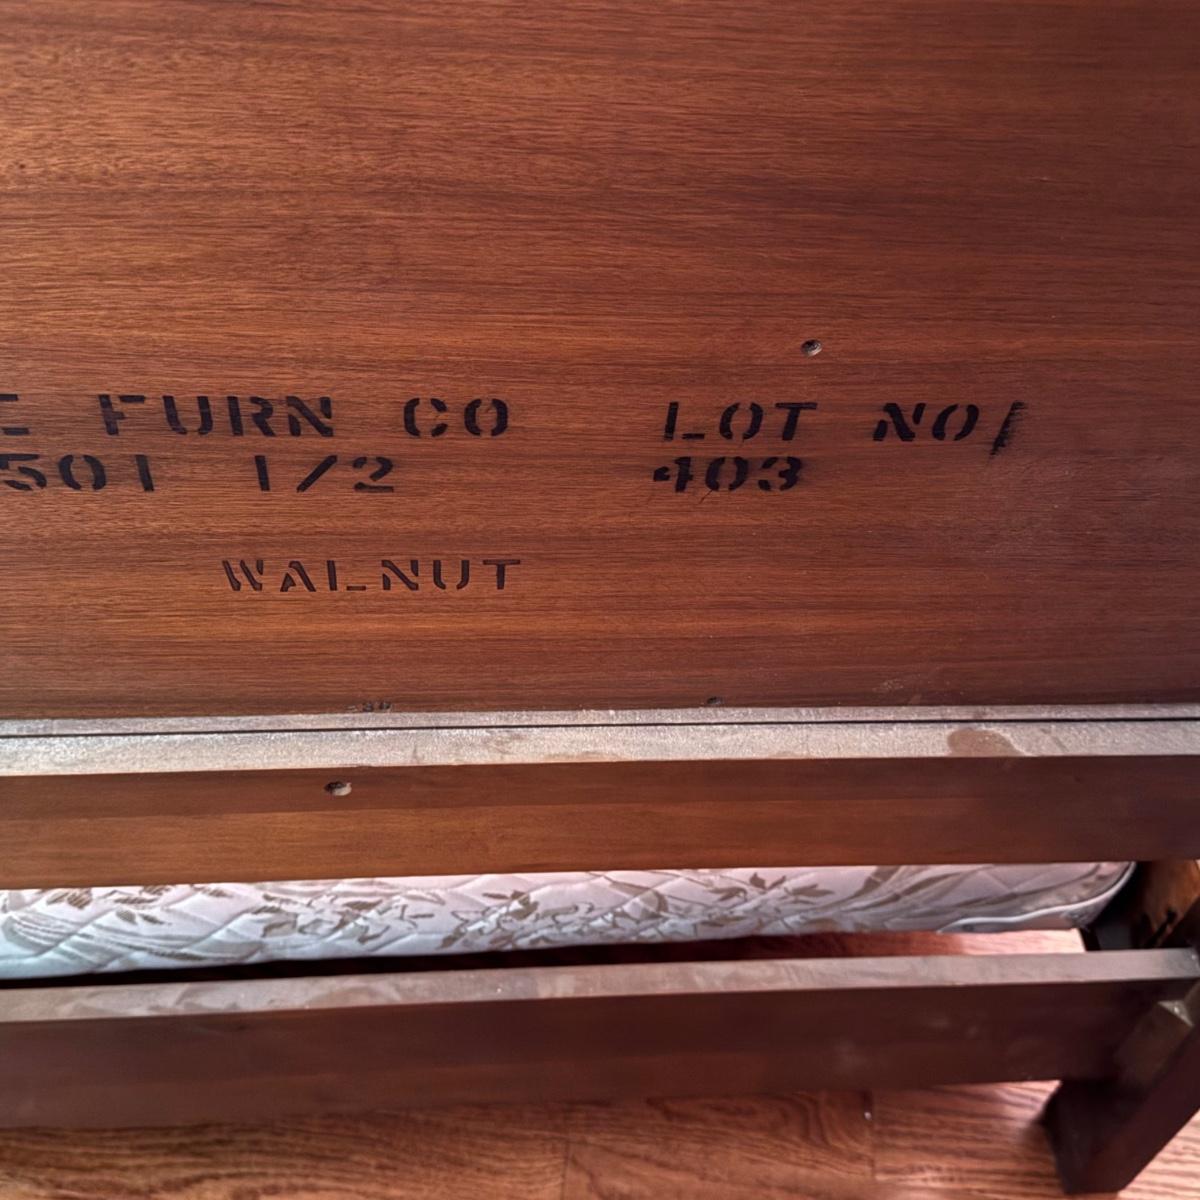 FURN CO LOT NO/
501 1/2 403
WALNUT